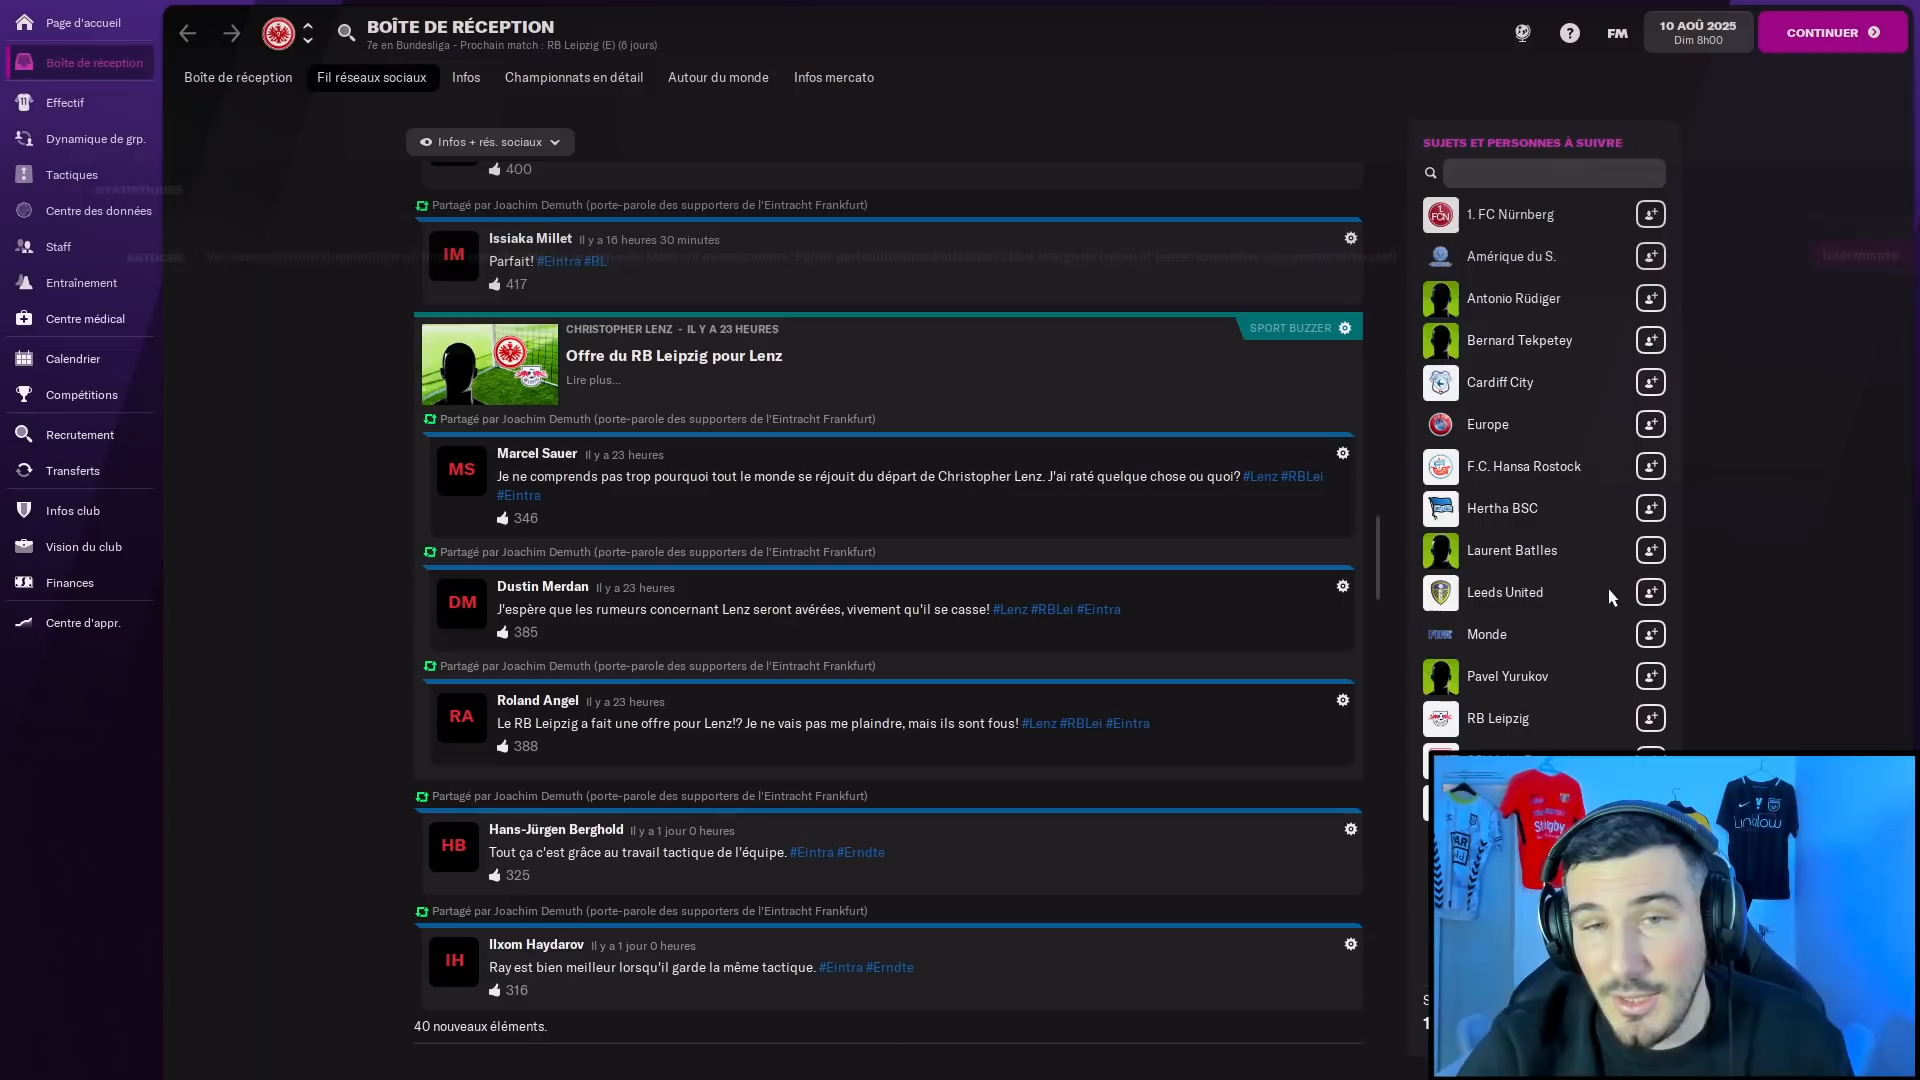 Page d'accueil
Boîte de réception
Effectif
Dynamique de grp.
Tactiques
Centre des données
Staff
Entraînement
Centre médical
Calendrier
Compétitions
Recrutement
Transferts
Infos club
Vision du club
Finances
Centre d'appr.
BOÎTE DE RÉCEPTION
7e en Bundesliga - Prochain match : RB Leipzig (E) (6 jours)
FM
10 AOÛ 2025
Dim 8h00
CONTINUER
Boîte de réception
Fil réseaux sociaux
Infos
Championnats en détail
Autour du monde
Infos mercato
Infos + rés. sociaux
400
Partagé par Joachim Demuth (porte-parole des supporters de l'Eintracht Frankfurt)
IM
Issiaka Millet Il y a 16 heures 30 minutes
Parfait! #Eintra #BL
417
CHRISTOPHER LENZ - IL Y A 23 HEURES
SPORT BUZZER
Offre du RB Leipzig pour Lenz
Lire plus...
Partagé par Joachim Demuth (porte-parole des supporters de l'Eintracht Frankfurt)
MS
Marcel Sauer Il y a 23 heures
Je ne comprends pas trop pourquoi tout le monde se réjouit du départ de Christopher Lenz. J'ai raté quelque chose ou quoi? #Lenz #RBLei
#Eintra
346
Partagé par Joachim Demuth (porte-parole des supporters de l'Eintracht Frankfurt)
DM
Dustin Merdan Il y a 23 heures
J'espère que les rumeurs concernant Lenz seront avérées, vivement qu'il se casse! #Lenz #RBLei #Eintra
385
Partagé par Joachim Demuth (porte-parole des supporters de l'Eintracht Frankfurt)
RA
Roland Angel Il y a 23 heures
Le RB Leipzig a fait une offre pour Lenz!? Je ne vais pas me plaindre, mais ils sont fous! #Lenz #RBLei #Eintra
388
Partagé par Joachim Demuth (porte-parole des supporters de l'Eintracht Frankfurt)
HB
Hans-Jürgen Berghold Il y a 1 jour 0 heures
Tout ça c'est grâce au travail tactique de l'équipe. #Eintra #Erndte
325
Partagé par Joachim Demuth (porte-parole des supporters de l'Eintracht Frankfurt)
IH
Ilxom Haydarov Il y a 1 jour 0 heures
Ray est bien meilleur lorsqu'il garde la même tactique. #Eintra #Erndte
316
40 nouveaux éléments.
SUJETS ET PERSONNES À SUIVRE
1. FC Nürnberg
Amérique du S.
Antonio Rüdiger
Bernard Tekpetey
Cardiff City
Europe
F.C. Hansa Rostock
Hertha BSC
Laurent Batlles
Leeds United
Monde
Pavel Yurukov
RB Leipzig